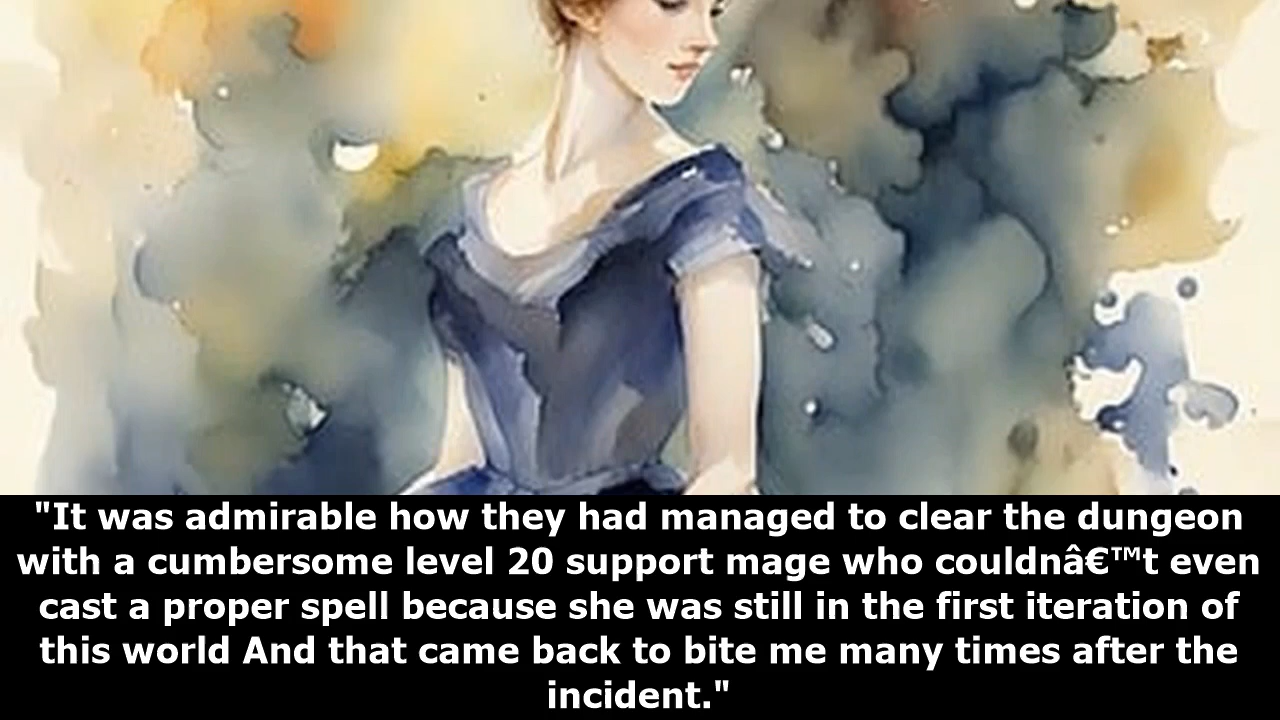 "It was admirable how they had managed to clear the dungeon
with a cumbersome level 20 support mage who couldnâ€™t even
cast a proper spell because she was still in the first iteration of
this world And that came back to bite me many times after the
incident."